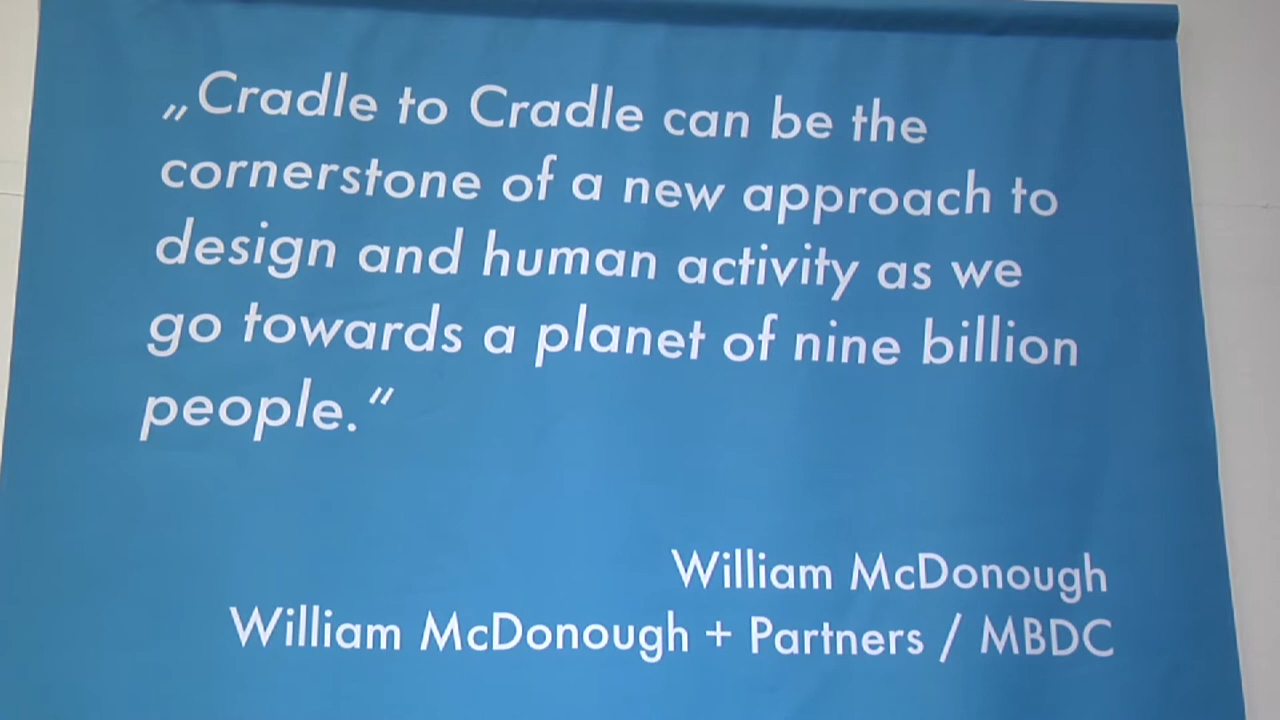 „Cradle to Cradle can be the
cornerstone of a new approach to
design and human activity as we
go towards a planet of nine billion
people.“
William McDonough
William McDonough + Partners / MBDC